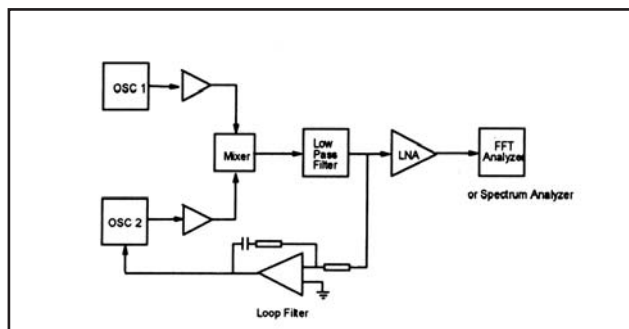 OSC 1
Mixer
Low
Pass
Filter
LNA
FFT
Analyzer
or Spectrum Analyzer
OSC 2
Loop Filter